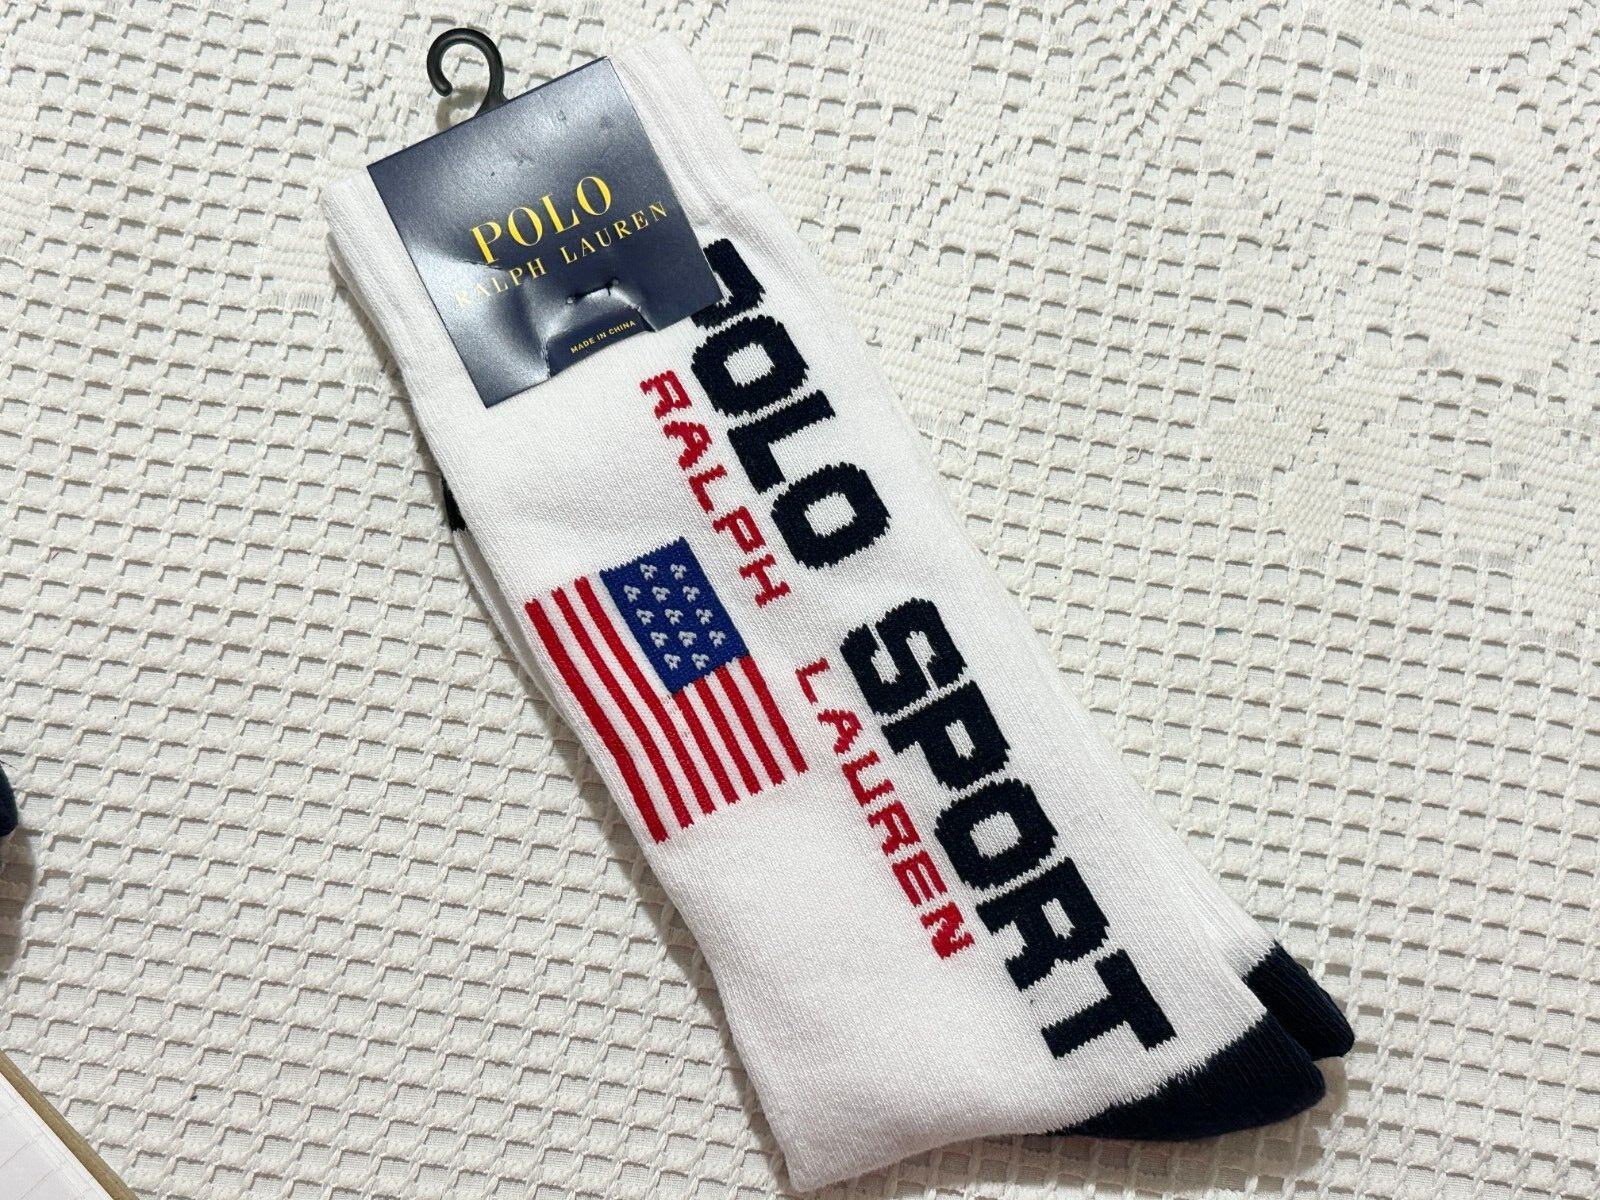 POLO
RALPH LAUREN
MADE IN CHINA
POLO SPORT
RALPH LAUREN